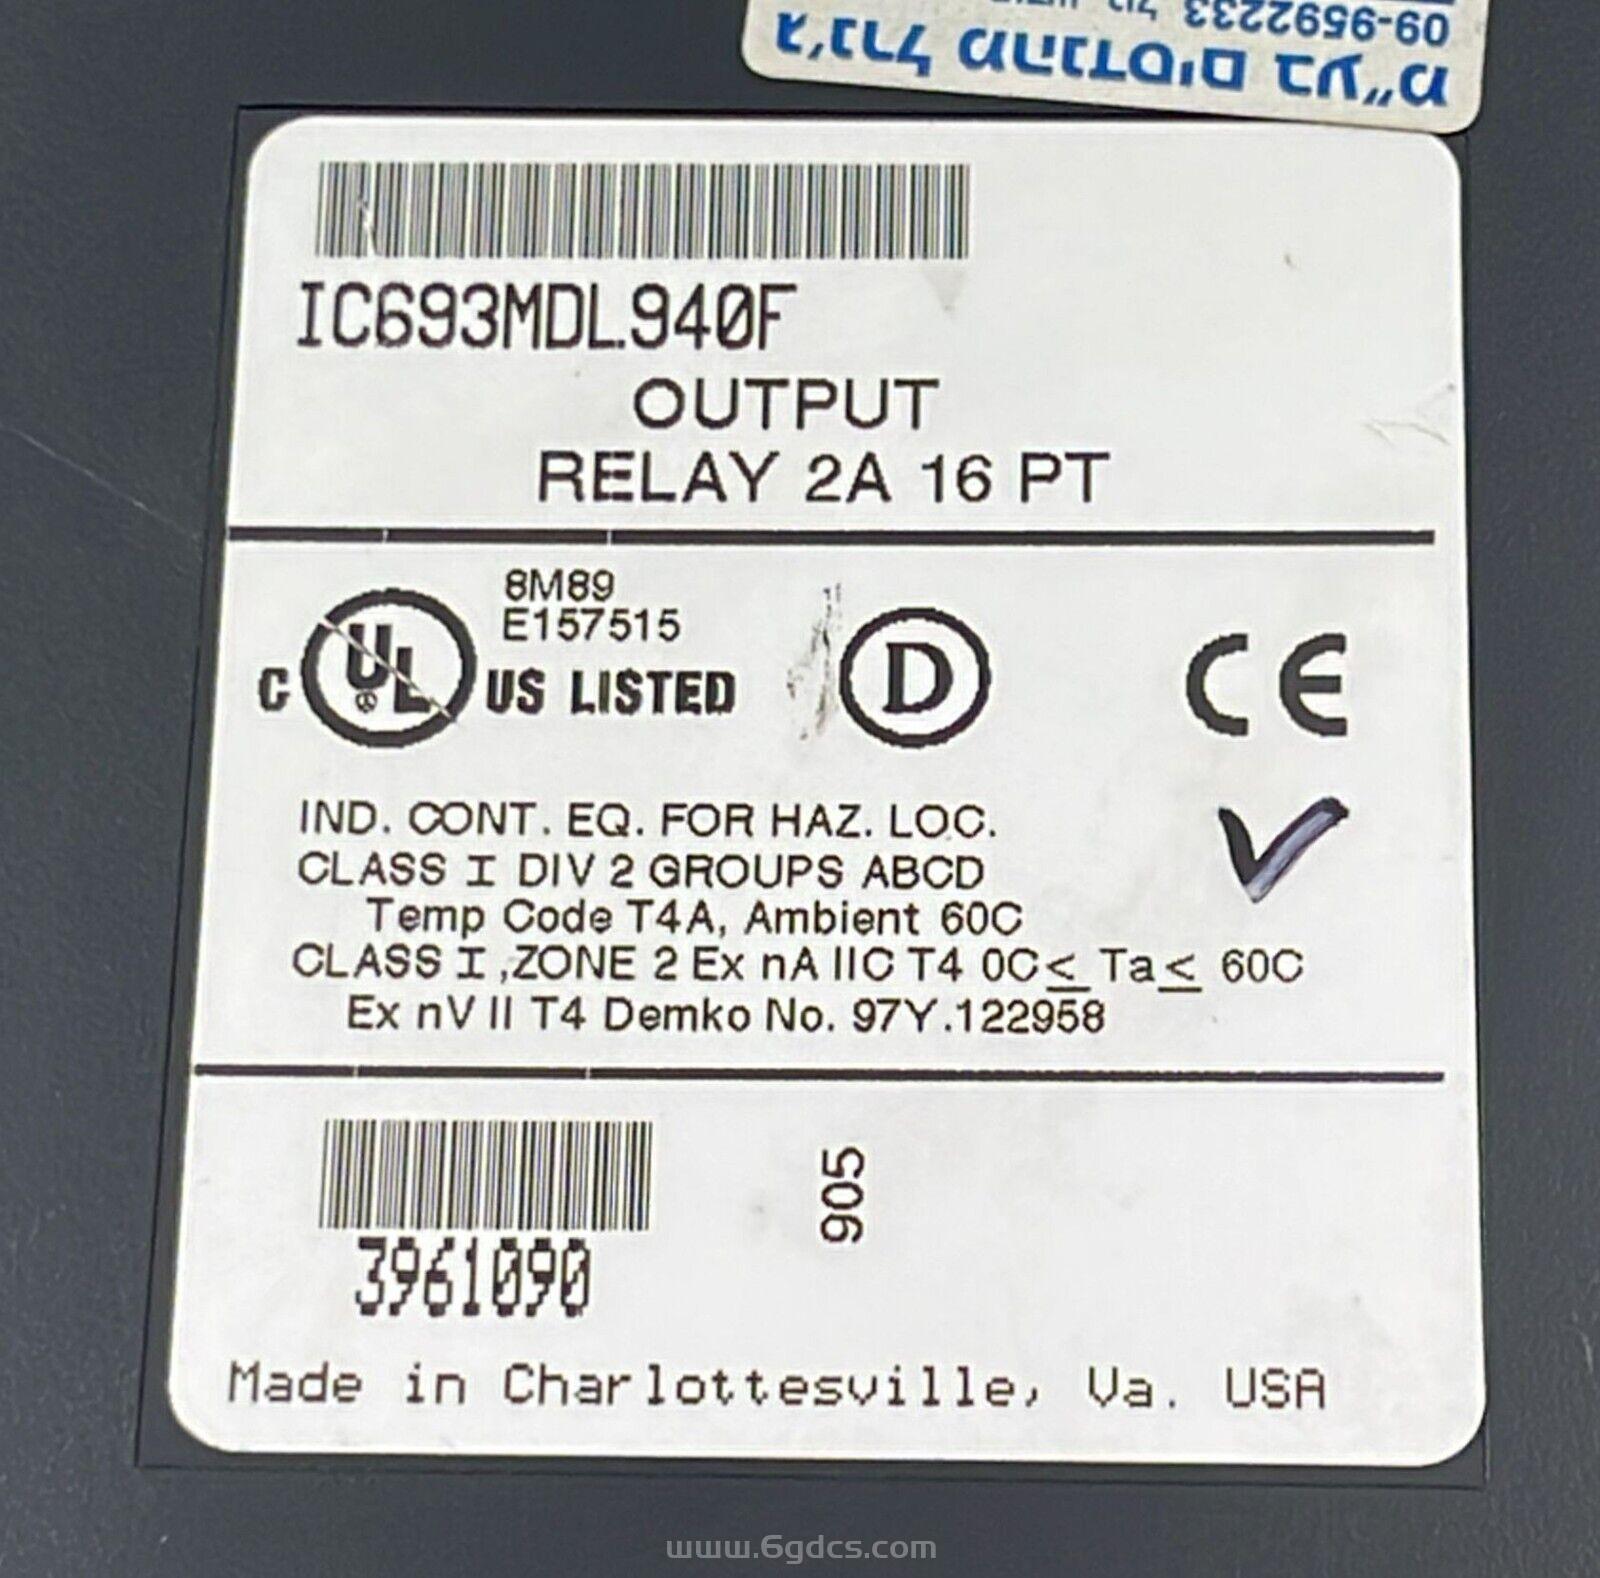 09-9592233
ג'נרל מהנדסים בע"מ
IC693MDL940F
OUTPUT
RELAY 2A 16 PT
8M89
E157515
C UL US LISTED
D
CE
IND. CONT. EQ. FOR HAZ. LOC.
CLASS I DIV 2 GROUPS ABCD
Temp Code T4A, Ambient 60C
CLASS I ,ZONE 2 Ex nA IIC T4 0C≤ Ta≤ 60C
Ex nV II T4 Demko No. 97Y.122958
905
3961090
Made in Charlottesville, Va. USA
www.6gdcs.com